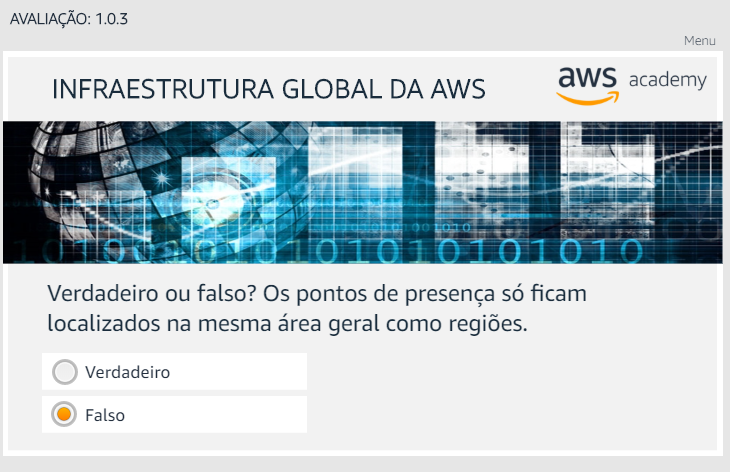 AVALIAÇÃO: 1.0.3
Menu
INFRAESTRUTURA GLOBAL DA AWS
aws academy
Verdadeiro ou falso? Os pontos de presença só ficam
localizados na mesma área geral como regiões.
Verdadeiro
Falso